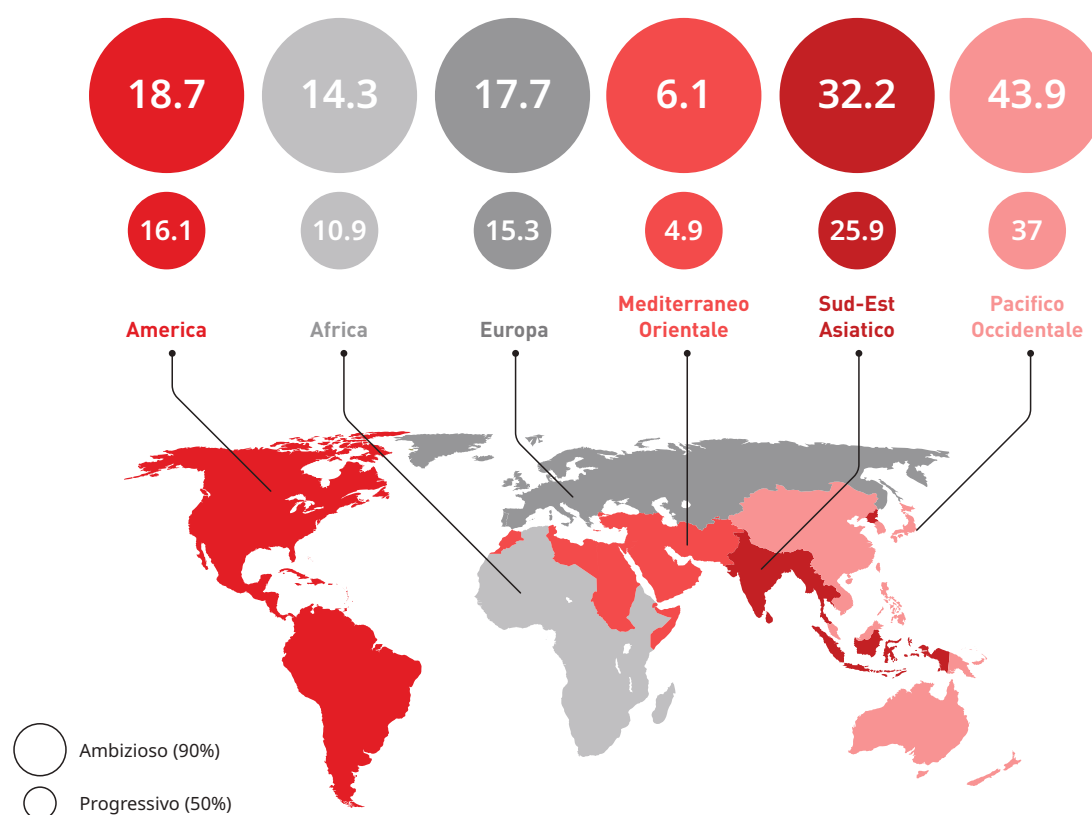 18.7
14.3
17.7
6.1
32.2
43.9
16.1
10.9
15.3
4.9
25.9
37
America
Africa
Europa
Mediterraneo
Orientale
Sud-Est
Asiatico
Pacifico
Occidentale
Ambizioso (90%)
Progressivo (50%)